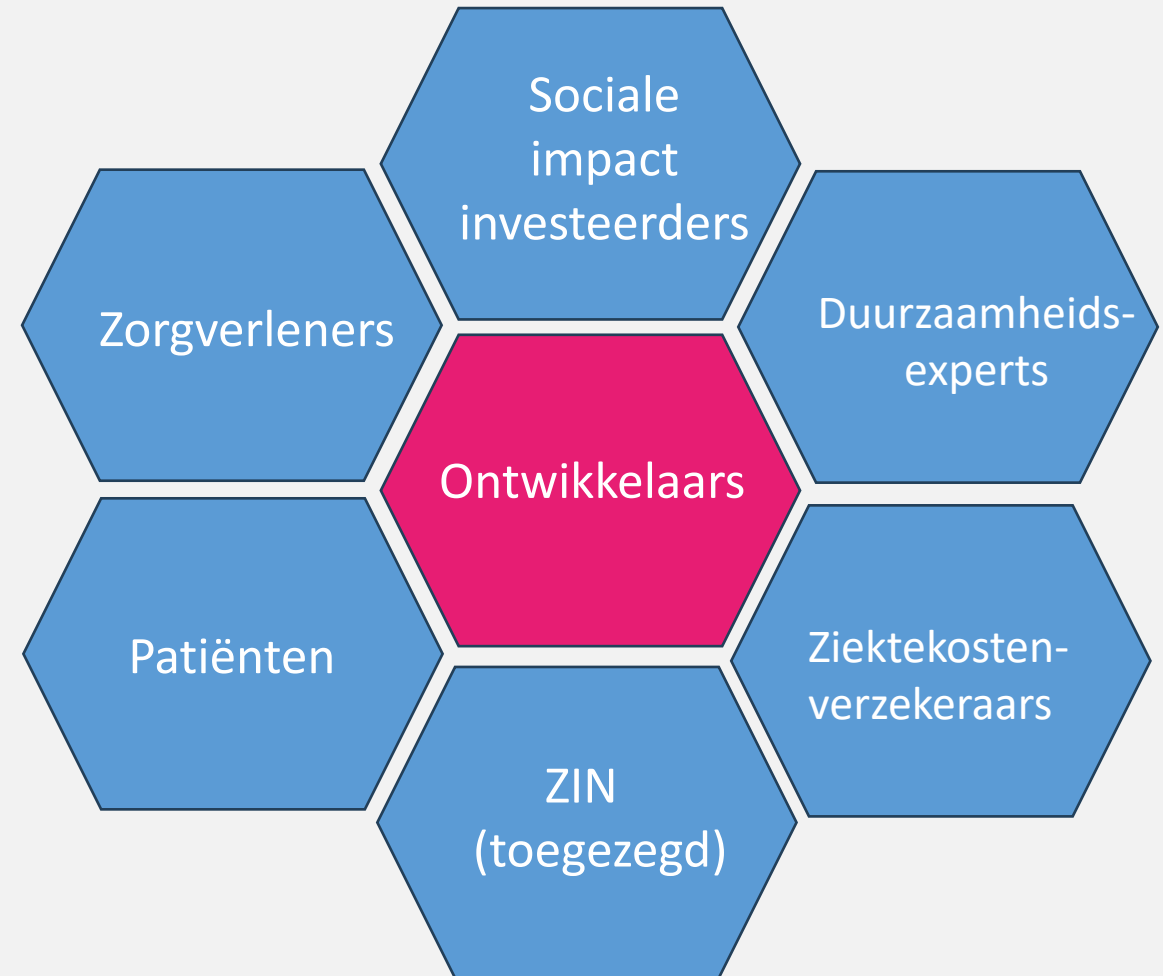 Sociale
impact
investeerders
Zorgverleners
Duurzaamheids-
experts
Ontwikkelaars
Patiënten
Ziektekosten-
verzekeraars
ZIN
(toegezegd)